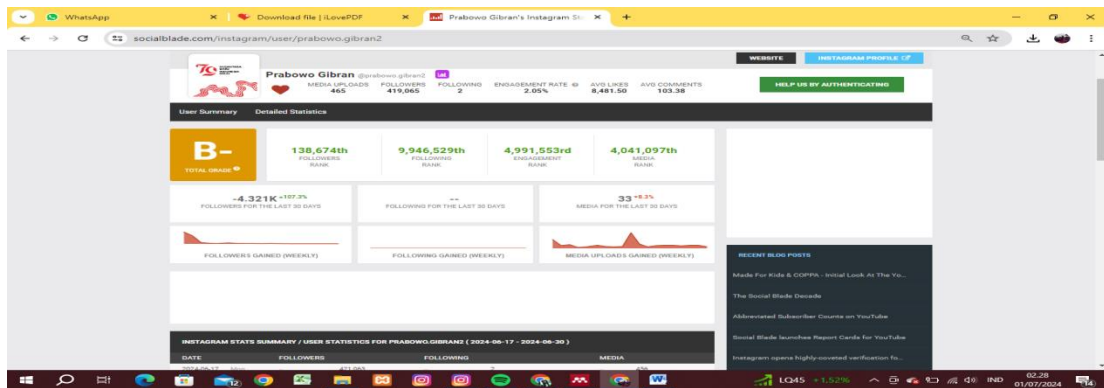 WhatsApp
Download file | iLovePDF
Prabowo Gibran's Instagram St
socialblade.com/instagram/user/prabowo.gibran2
WEBSITE
INSTAGRAM PROFILE
Prabowo Gibran @prabowo.gibran2
MEDIA UPLOADS FOLLOWERS FOLLOWING ENGAGEMENT RATE AVG LIKES AVG COMMENTS
465 419,065 2 2.05% 8,481.50 103.38
HELP US BY AUTHENTICATING
User Summary Detailed Statistics
B-
TOTAL GRADE
138,674th
FOLLOWERS
RANK
9,946,529th
FOLLOWING
RANK
4,991,553rd
ENGAGEMENT
RANK
4,041,097th
MEDIA
RANK
-4.321K
FOLLOWERS FOR THE LAST 30 DAYS
--
FOLLOWING FOR THE LAST 30 DAYS
33
MEDIA FOR THE LAST 30 DAYS
FOLLOWERS GAINED (WEEKLY)
FOLLOWING GAINED (WEEKLY)
MEDIA UPLOADS GAINED (WEEKLY)
RECENT BLOG POSTS
Made For Kids & COPPA - Initial Look At The Yo...
The Social Blade Decade
Abbreviated Subscriber Counts on YouTube
Social Blade launches Report Cards for YouTube
Instagram opens highly-coveted verification fo...
INSTAGRAM STATS SUMMARY / USER STATISTICS FOR PRABOWO.GIBRAN2 ( 2024-06-17 - 2024-06-30 )
DATE FOLLOWERS FOLLOWING MEDIA
LQ45 +1,52%
IND
02.28
01/07/2024